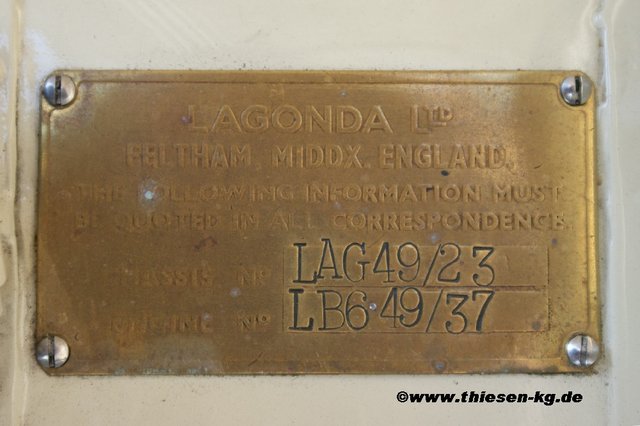 LAGONDA LTD
FELTHAM, MIDDX, ENGLAND.
THE FOLLOWING INFORMATION MUST
BE QUOTED IN ALL CORRESPONDENCE.
CHASSIS No LAG49/23
ENGINE No LB6 49/37
©www.thiesen-kg.de